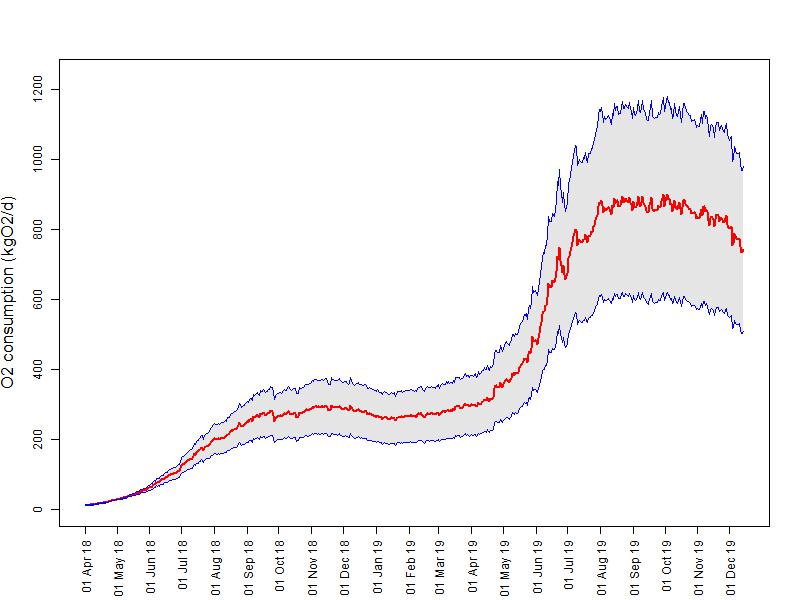 O2 consumption (kgO2/d)
1200
1000
800
600
400
200
0
01 Apr 18
01 May 18
01 Jun 18
01 Jul 18
01 Aug 18
01 Sep 18
01 Oct 18
01 Nov 18
01 Dec 18
01 Jan 19
01 Feb 19
01 Mar 19
01 Apr 19
01 May 19
01 Jun 19
01 Jul 19
01 Aug 19
01 Sep 19
01 Oct 19
01 Nov 19
01 Dec 19